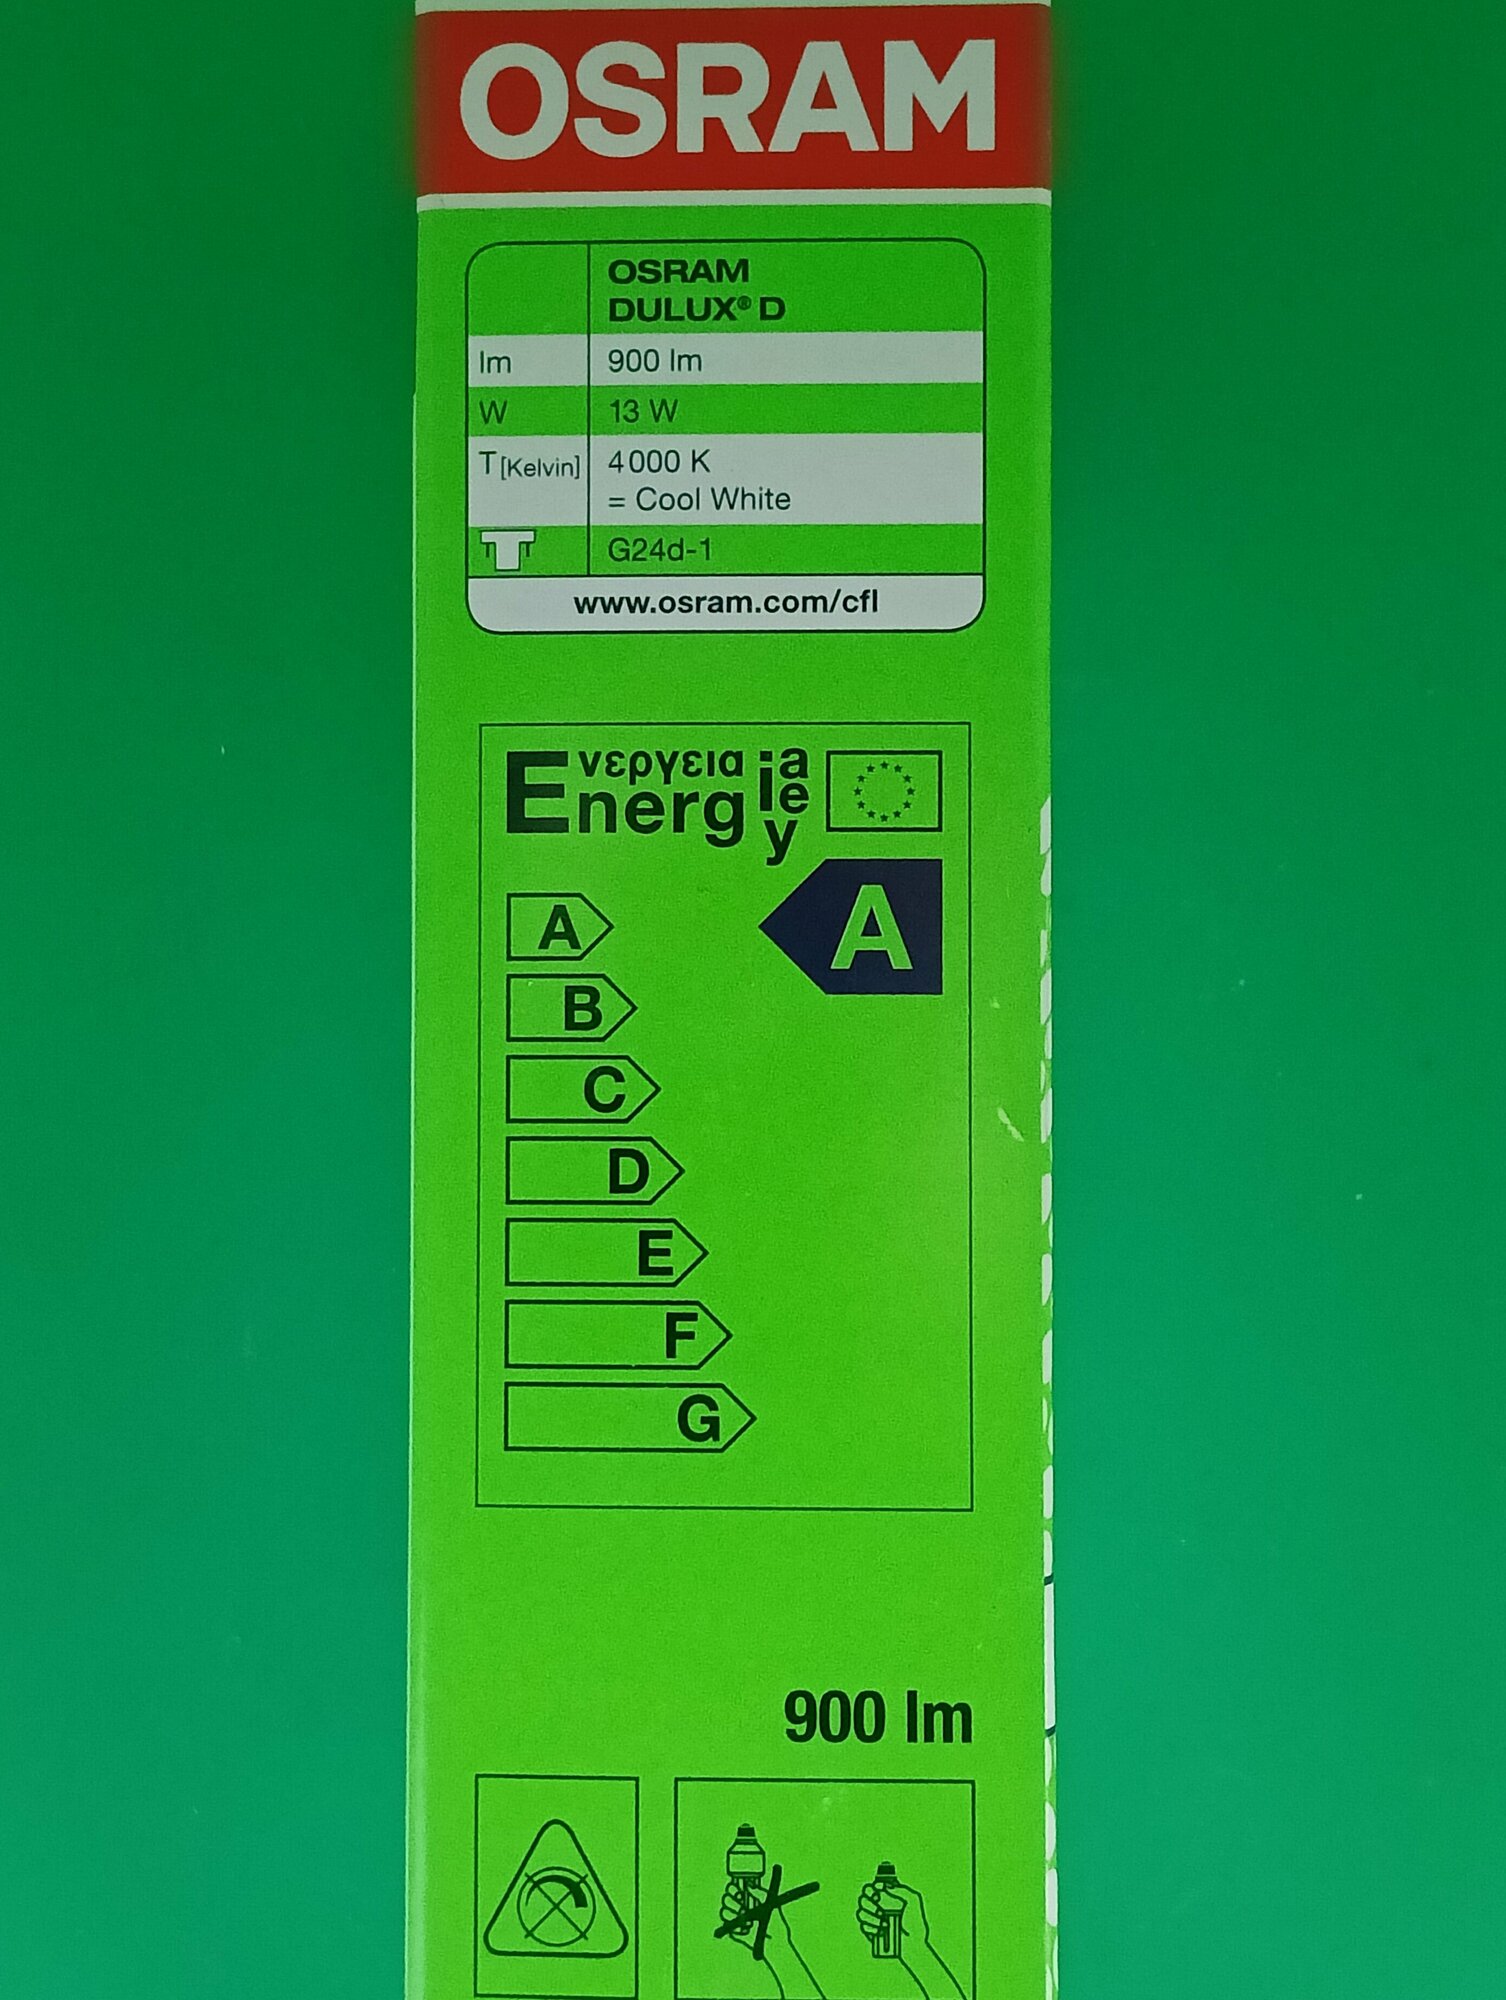 OSRAM
OSRAM
DULUX® D
lm 900 lm
W 13 W
T [Kelvin] 4000 K
= Cool White
G24d-1
www.osram.com/cfl
Ενεργεια
Energ
ia
ie
y
A
A
B
C
D
E
F
G
900 lm